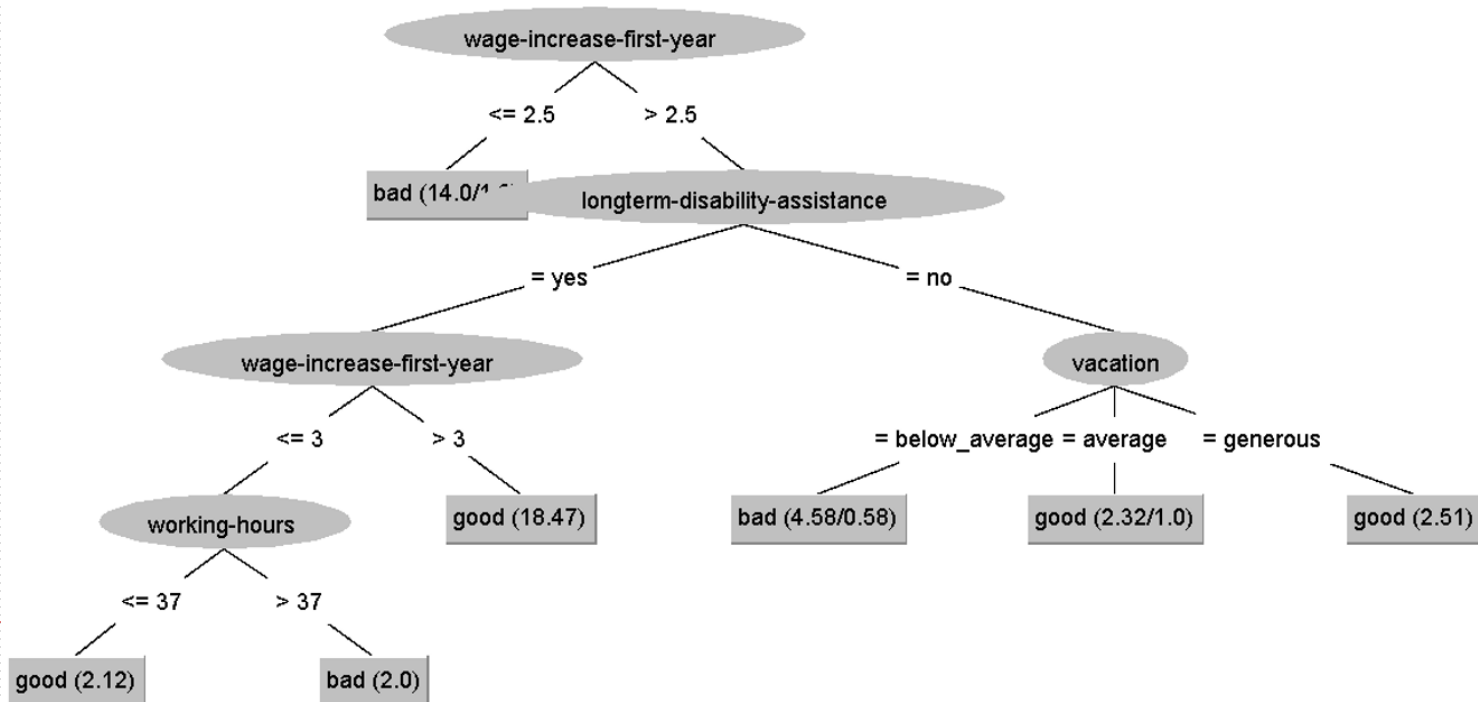 wage-increase-first-year
<= 2.5 > 2.5
bad (14.0/
longterm-disability-assistance
= yes = no
wage-increase-first-year vacation
<= 3 > 3 = below_average = average = generous
working-hours good (18.47) bad (4.58/0.58) good (2.32/1.0) good (2.51)
<= 37 > 37
good (2.12) bad (2.0)